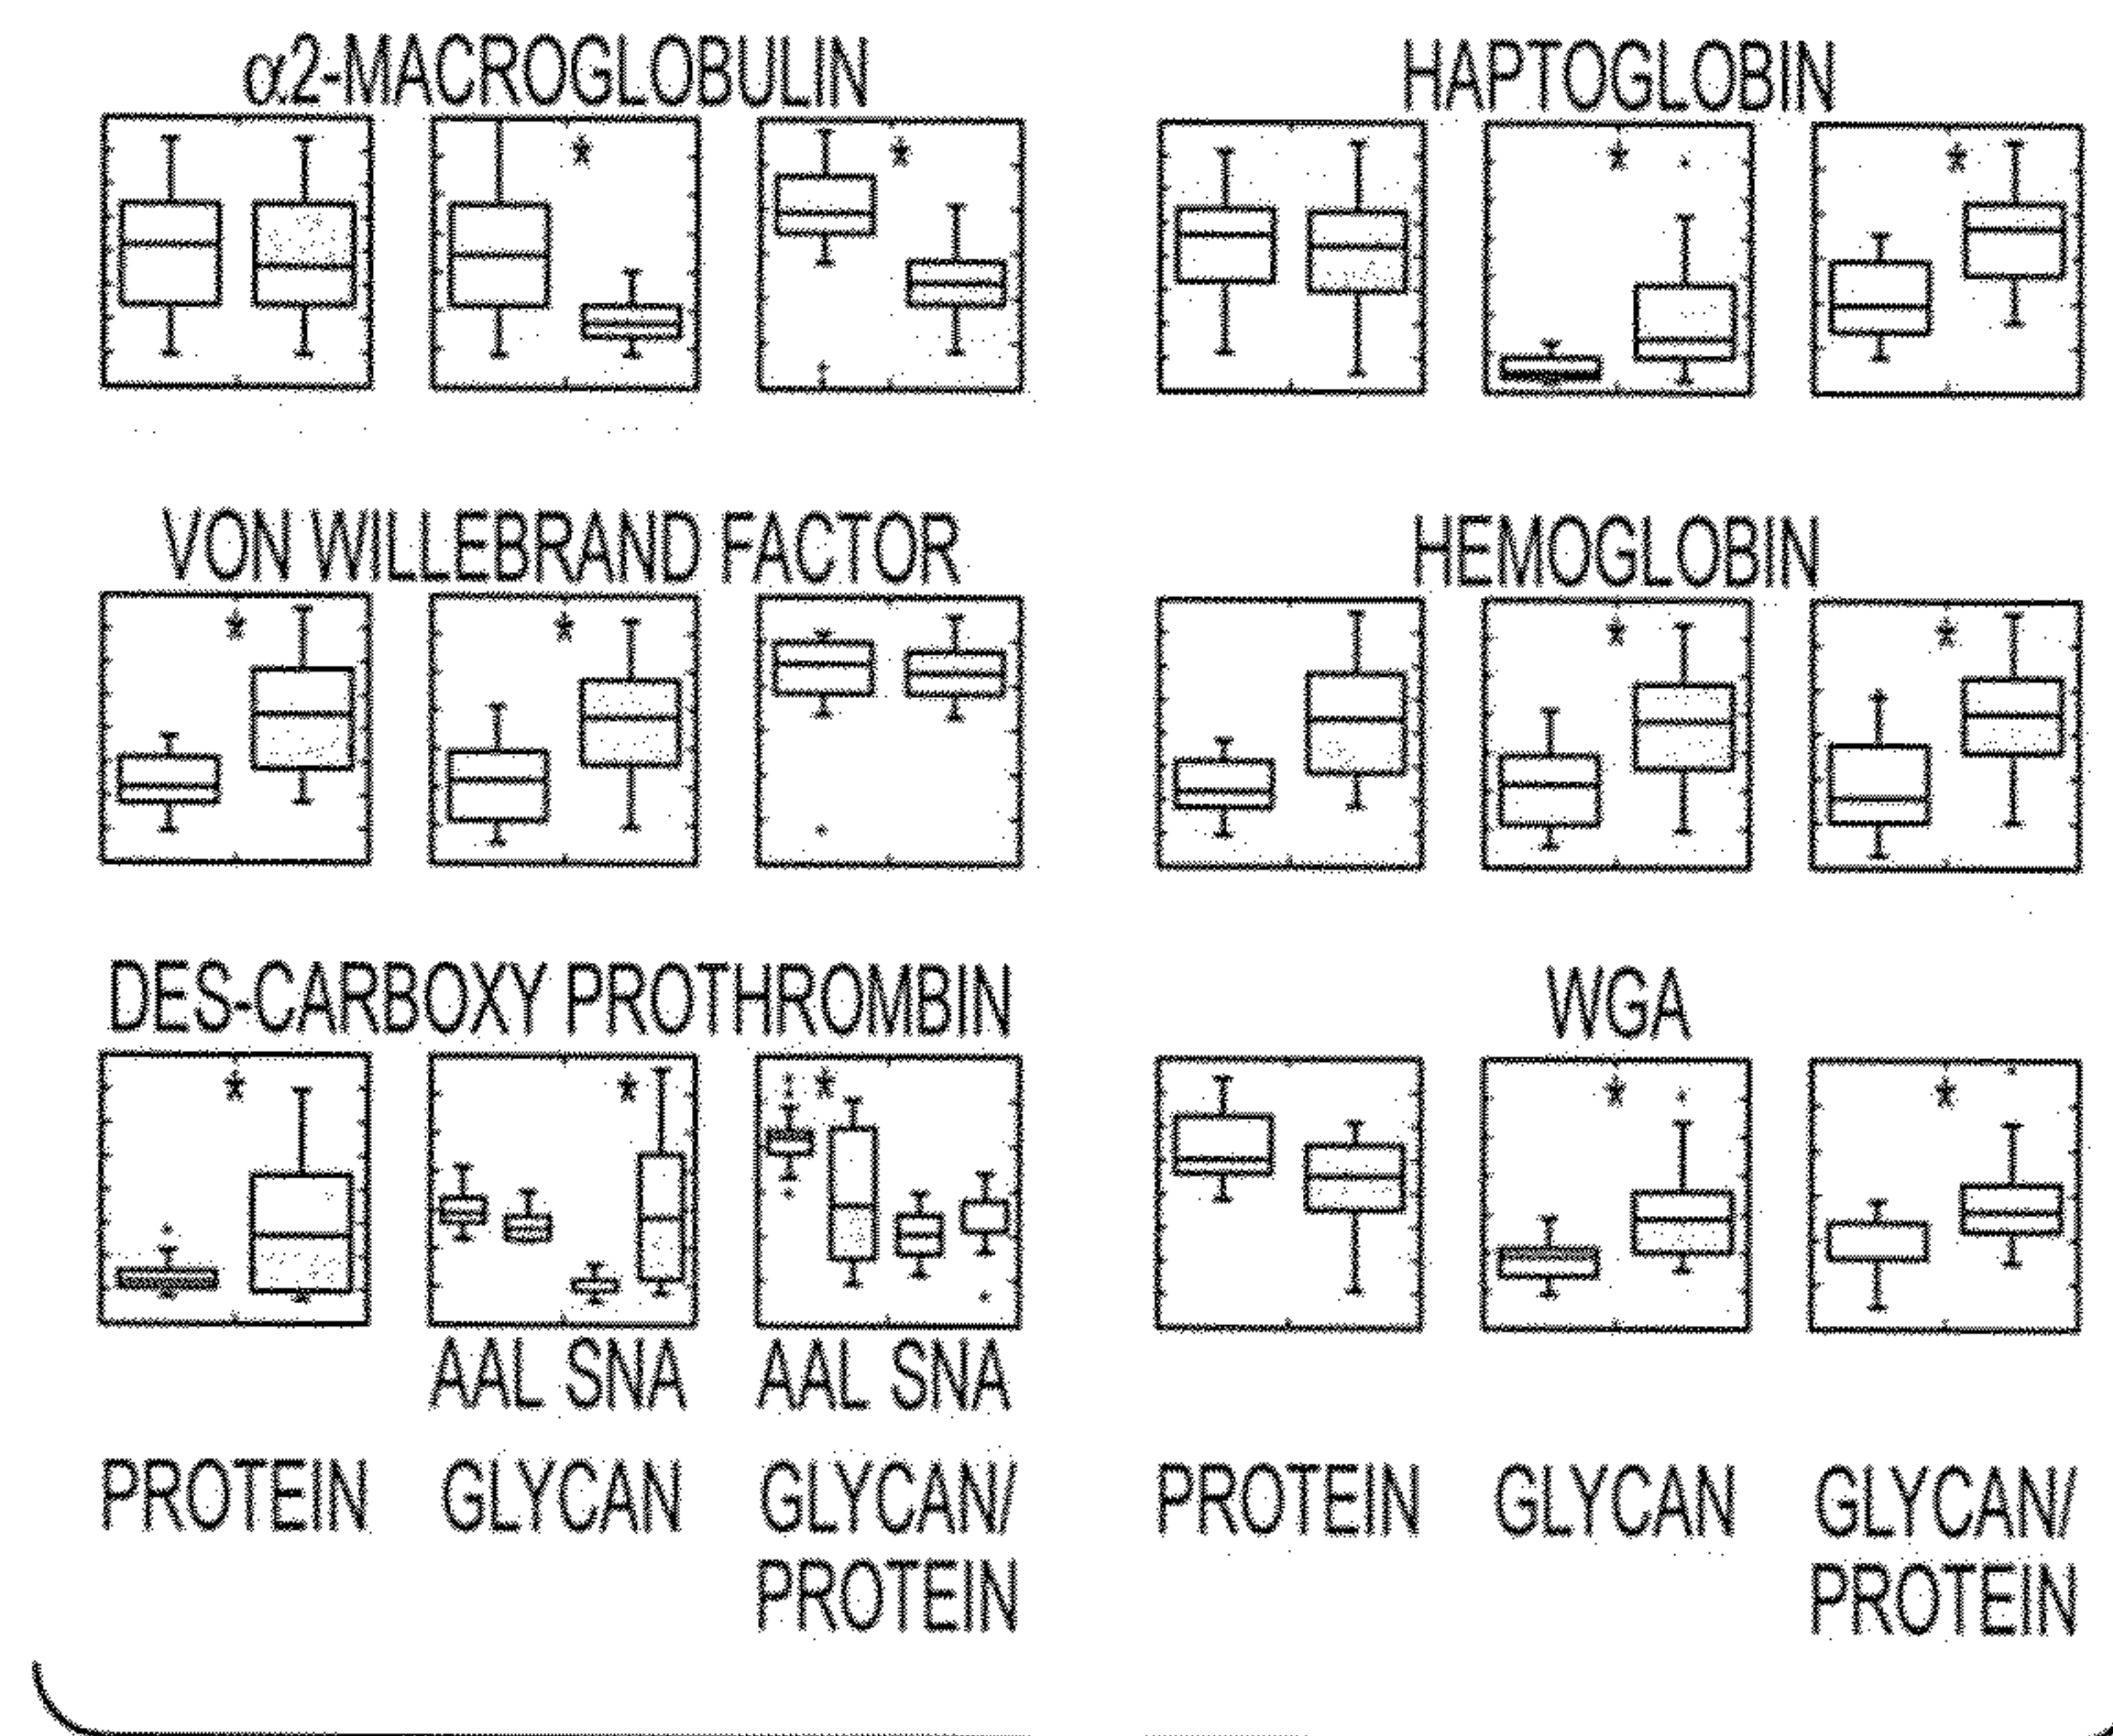 α2-MACROGLOBULIN
HAPTOGLOBIN
* * * *
VON WILLEBRAND FACTOR
HEMOGLOBIN
* * * *
DES-CARBOXY PROTHROMBIN
WGA
* * * * *
AAL SNA AAL SNA
PROTEIN GLYCAN GLYCAN/
PROTEIN
PROTEIN GLYCAN GLYCAN/
PROTEIN